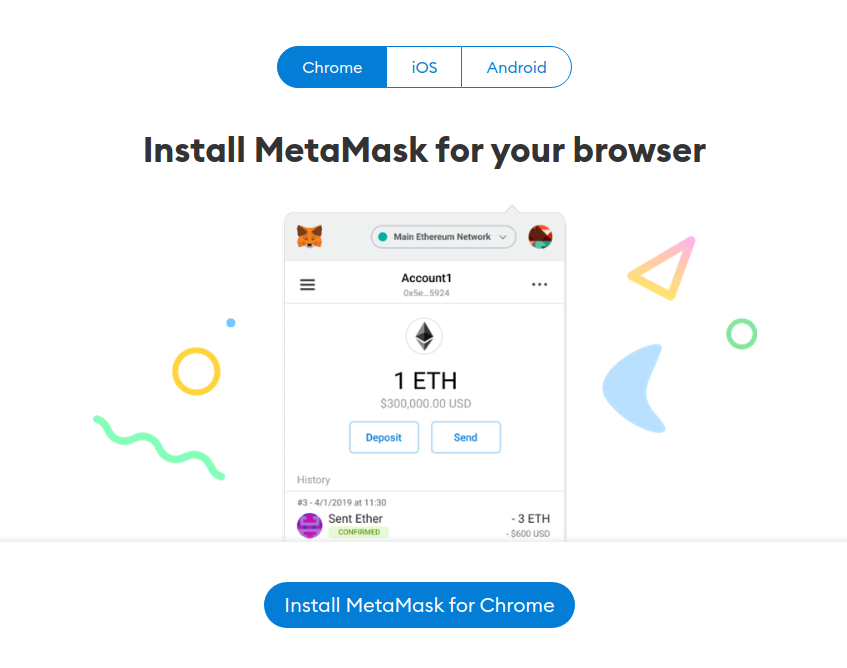 Chrome
iOS
Android
Install MetaMask for your browser
Main Ethereum Network
Account1
0x5e...5924
1 ETH
$300,000.00 USD
Deposit
Send
History
#3 - 4/1/2019 at 11:30
Sent Ether
- 3 ETH
CONFIRMED
- $600 USD
Install MetaMask for Chrome